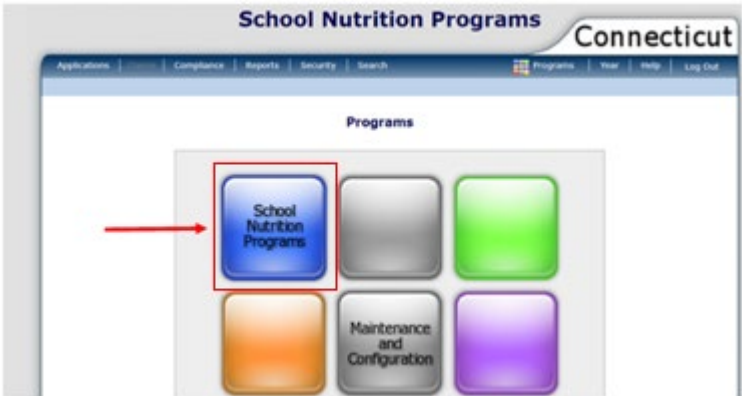 School Nutrition Programs
Connecticut
Applications | | Compliance | Reports | Security | Search Programs | Year | Help | Log Out
Programs
School
Nutrition
Programs
Maintenance
and
Configuration